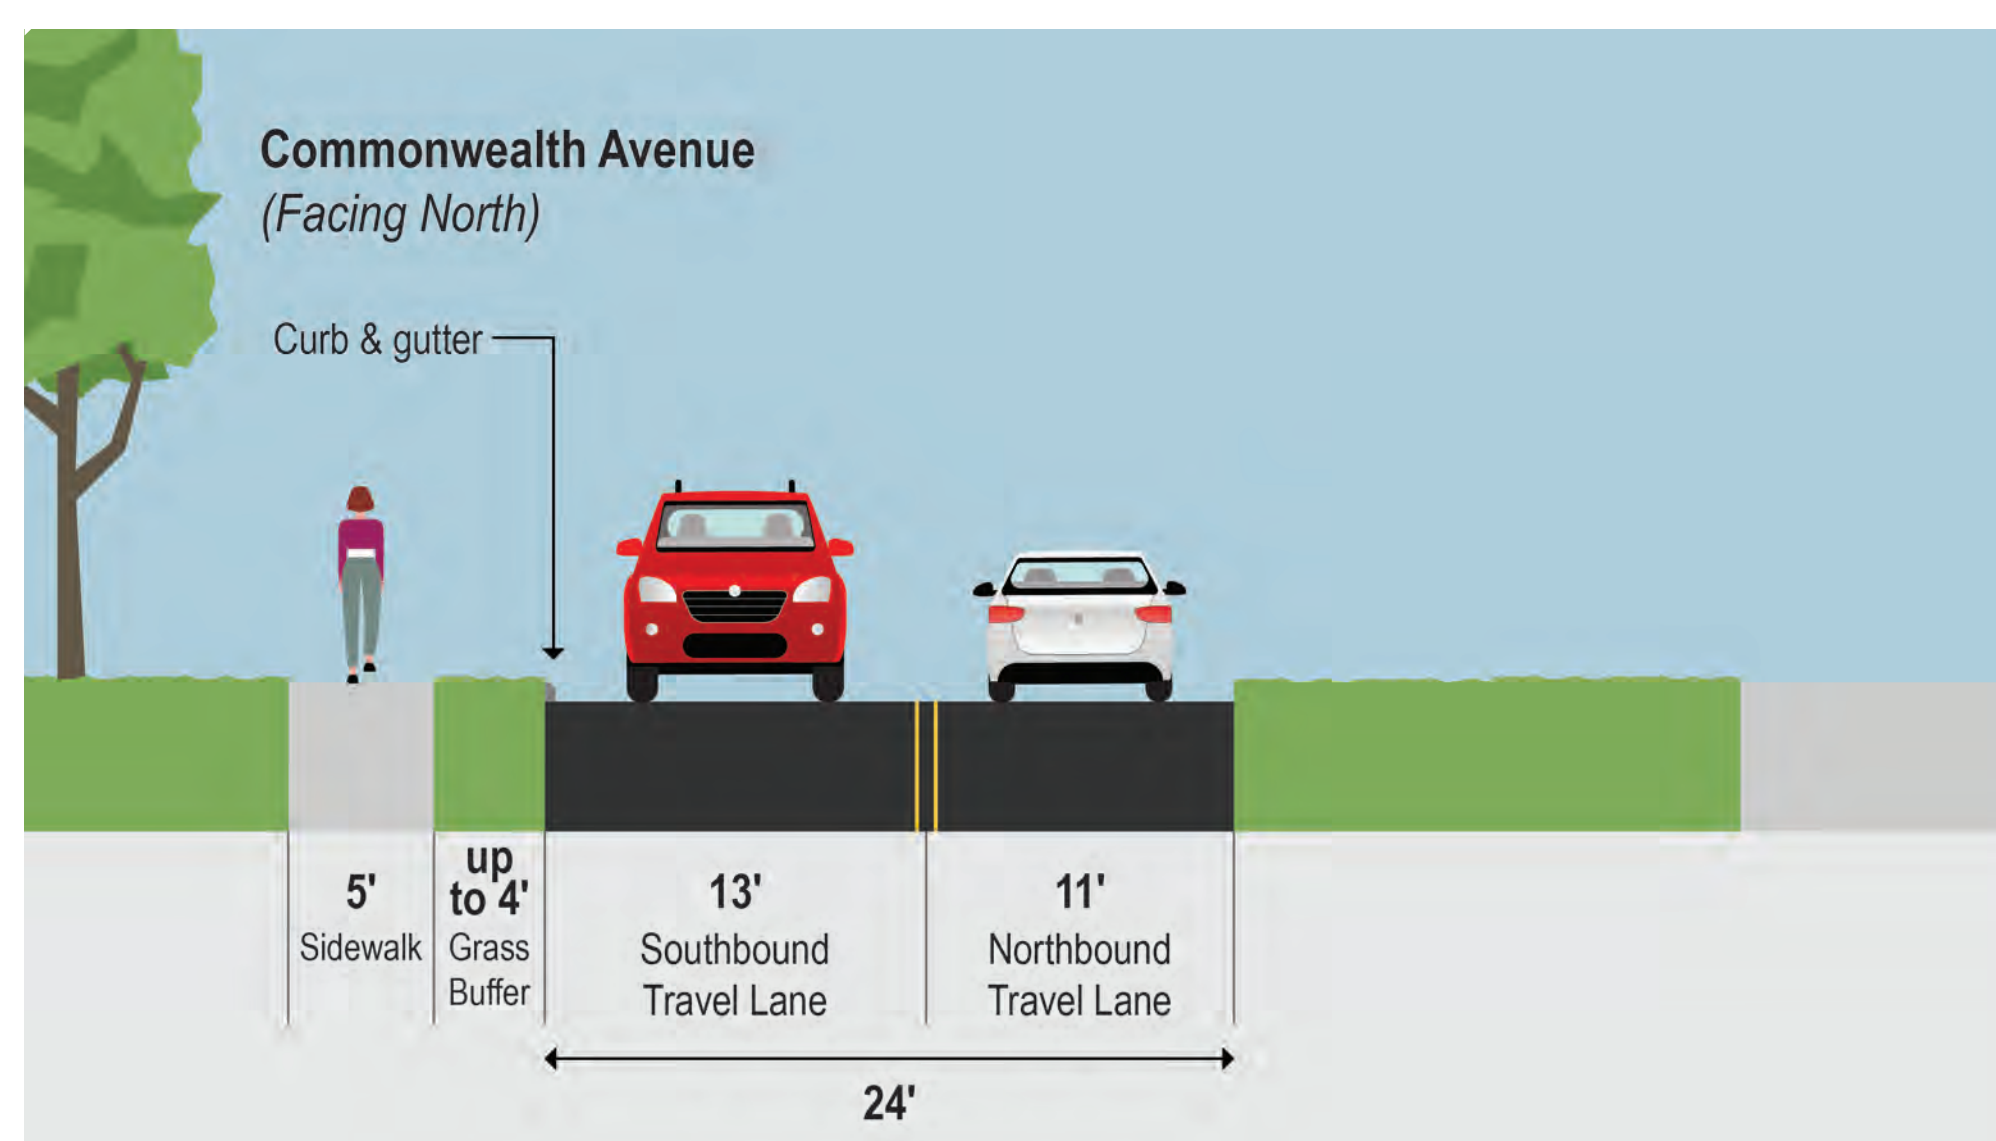 Commonwealth Avenue
(Facing North)
Curb & gutter
5'
Sidewalk
up
to 4'
Grass
Buffer
13'
Southbound
Travel Lane
11'
Northbound
Travel Lane
24'